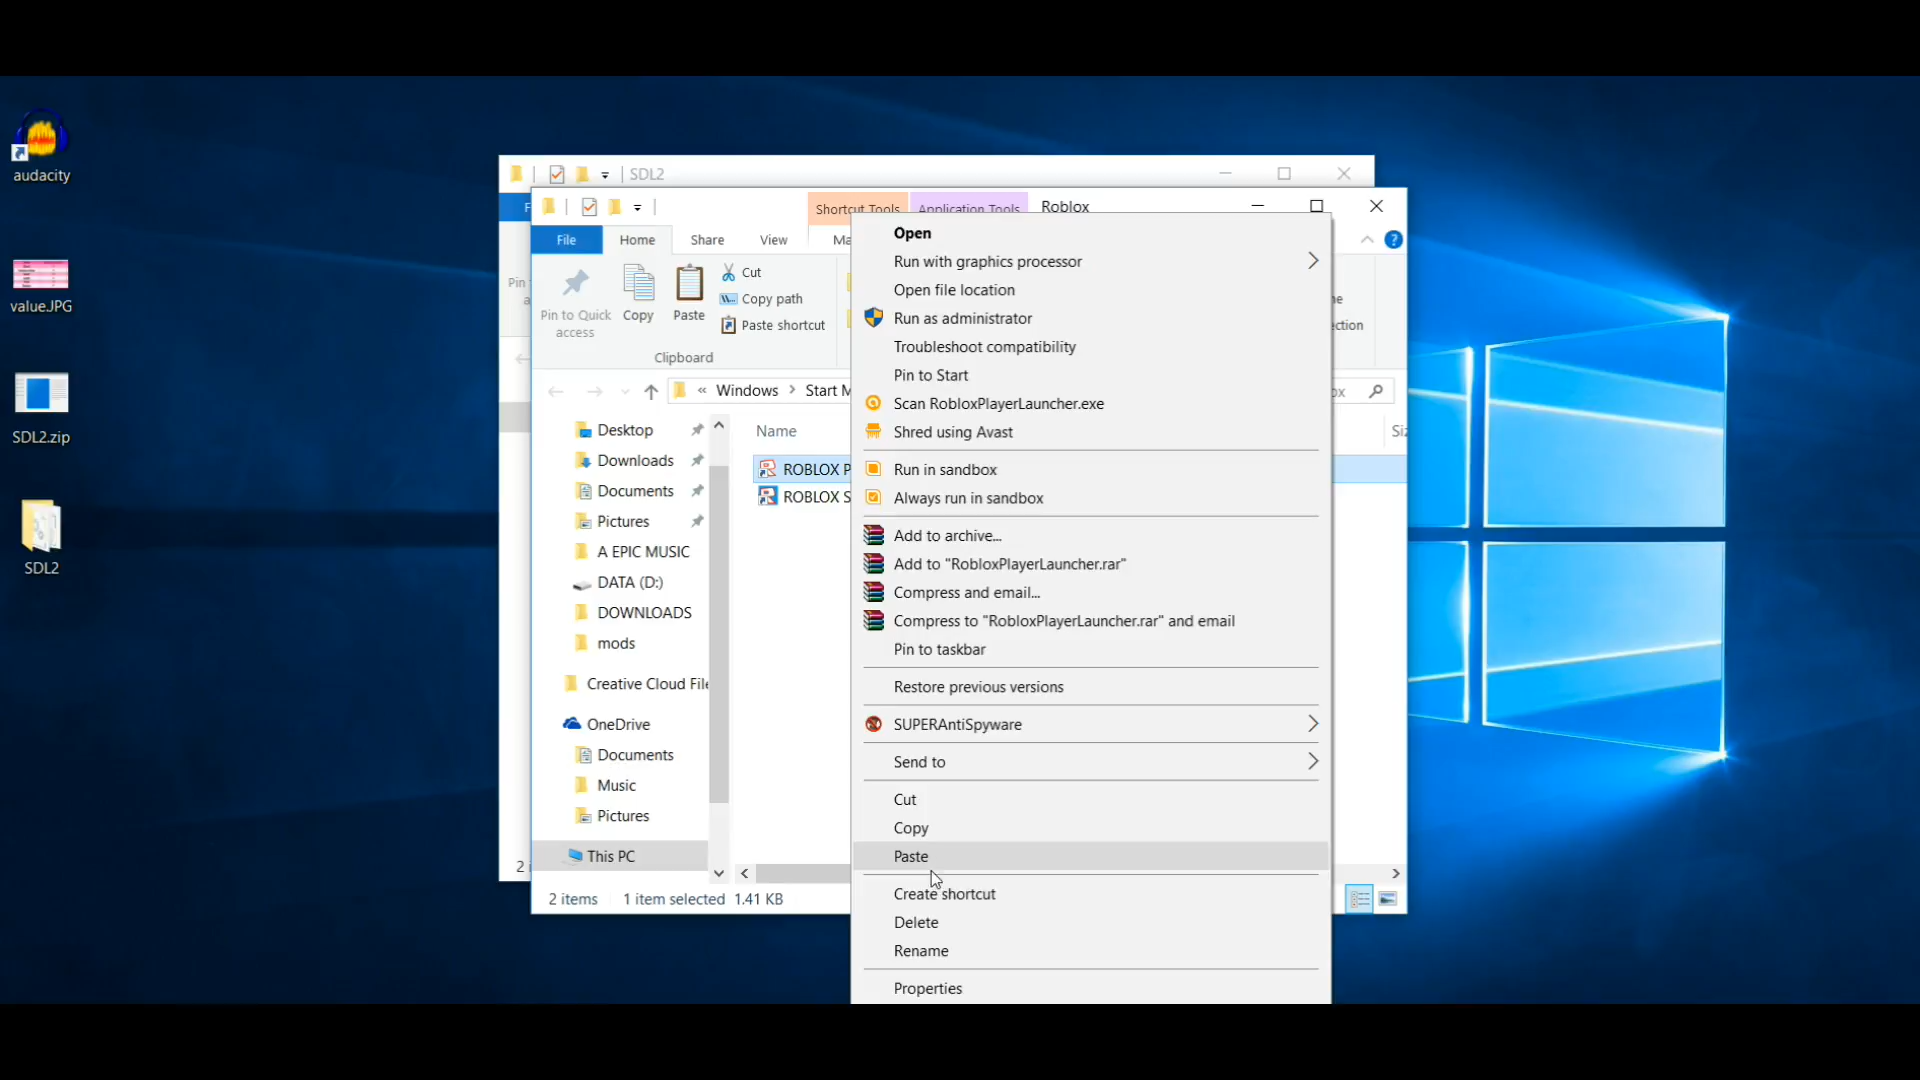 audacity
value.JPG
SDL2.zip
SDL2
SDL2
Pin
2
Shortcut Tools
Application Tools
Roblox
File
Home
Share
View
Ma
Pin to Quick
access
Copy
Paste
Cut
Copy path
Paste shortcut
Clipboard
« Windows > Start M
Desktop
Downloads
Documents
Pictures
A EPIC MUSIC
DATA (D:)
DOWNLOADS
mods
Creative Cloud File
OneDrive
Documents
Music
Pictures
This PC
Name
ROBLOX P
ROBLOX S
2 items
1 item selected 1.41 KB
Open
Run with graphics processor
Open file location
Run as administrator
Troubleshoot compatibility
Pin to Start
Scan RobloxPlayerLauncher.exe
Shred using Avast
Run in sandbox
Always run in sandbox
Add to archive...
Add to "RobloxPlayerLauncher.rar"
Compress and email...
Compress to "RobloxPlayerLauncher.rar" and email
Pin to taskbar
Restore previous versions
SUPERAntiSpyware
Send to
Cut
Copy
Paste
Create shortcut
Delete
Rename
Properties